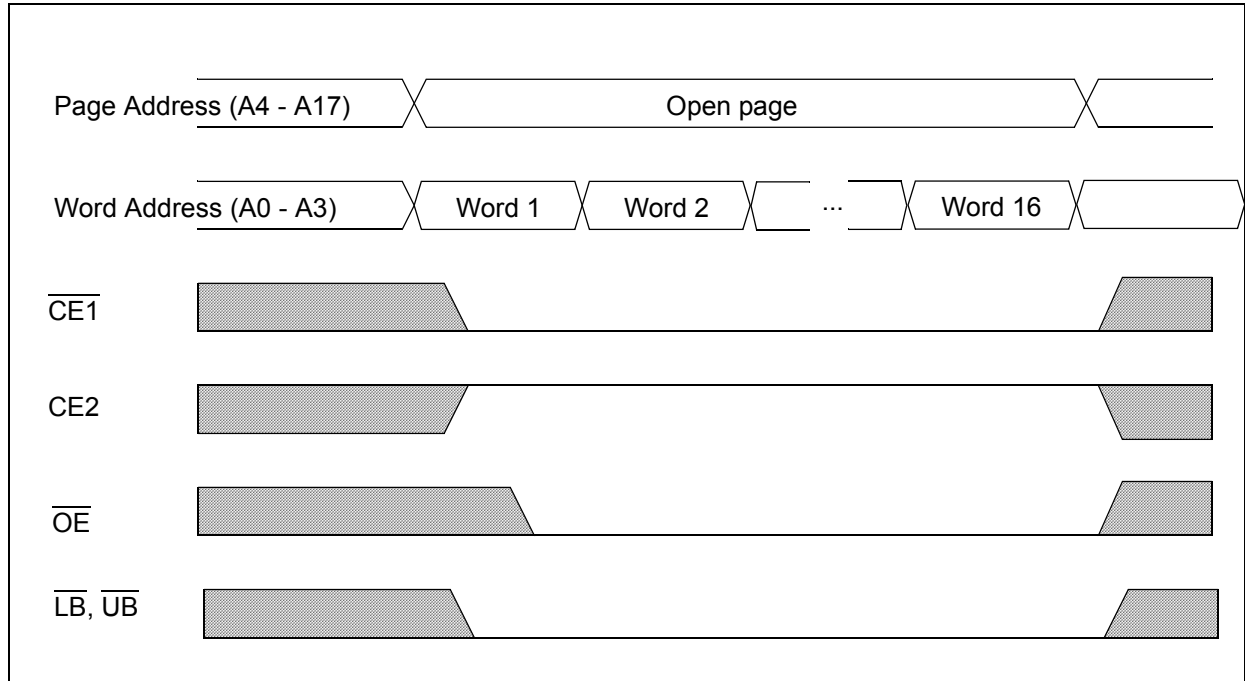 Page Address (A4 - A17)
Open page
Word Address (A0 - A3)
Word 1
Word 2
...
Word 16
CE1
CE2
OE
LB, UB